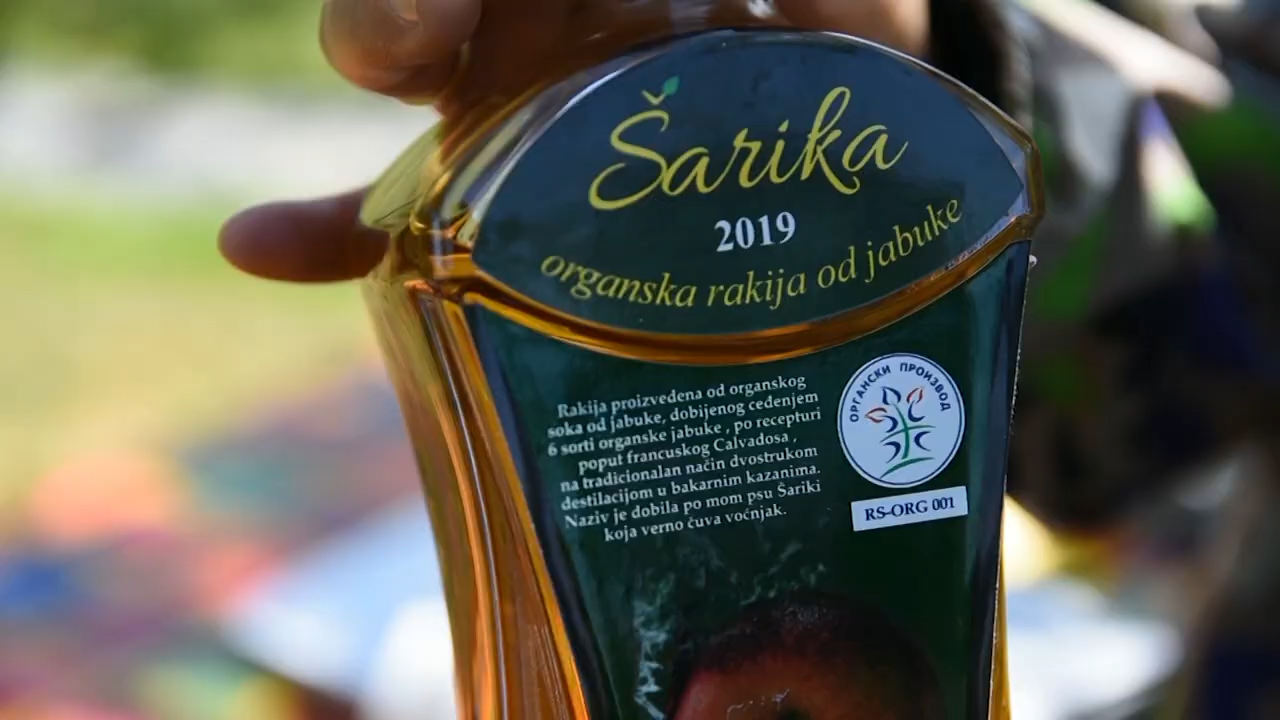 Šarika
2019
organska rakija od jabuke
Rakija proizvedena od organskog
soka od jabuke, dobijenog ceđenjem
6 sorti organske jabuke , po recepturi
poput francuskog Calvadosa ,
na tradicionalan način dvostrukom
destilacijom u bakarnim kazanima.
Naziv je dobila po mom psu Šariki
koja verno čuva voćnjak.
ОРГАНСКИ ПРОИЗВОД
RS-ORG 001